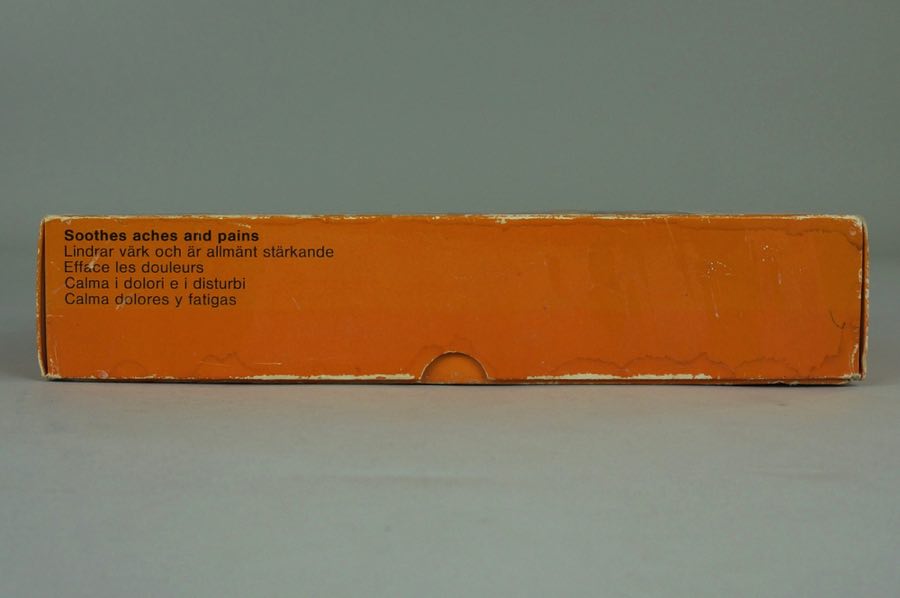 Soothes aches and pains
Lindrar värk och är allmänt stärkande
Efface les douleurs
Calma i dolori e i disturbi
Calma dolores y fatigas